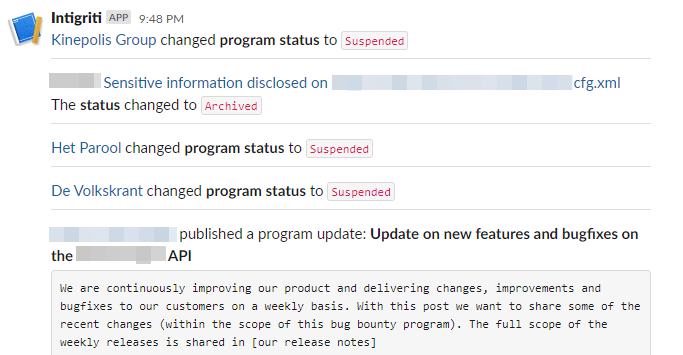 Intigriti APP 9:48 PM
Kinepolis Group changed program status to Suspended
Sensitive information disclosed on cfg.xml
The status changed to Archived
Het Parool changed program status to Suspended
De Volkskrant changed program status to Suspended
published a program update: Update on new features and bugfixes on
the API
We are continuously improving our product and delivering changes, improvements and
bugfixes to our customers on a weekly basis. With this post we want to share some of the
recent changes (within the scope of this bug bounty program). The full scope of the
weekly releases is shared in [our release notes]